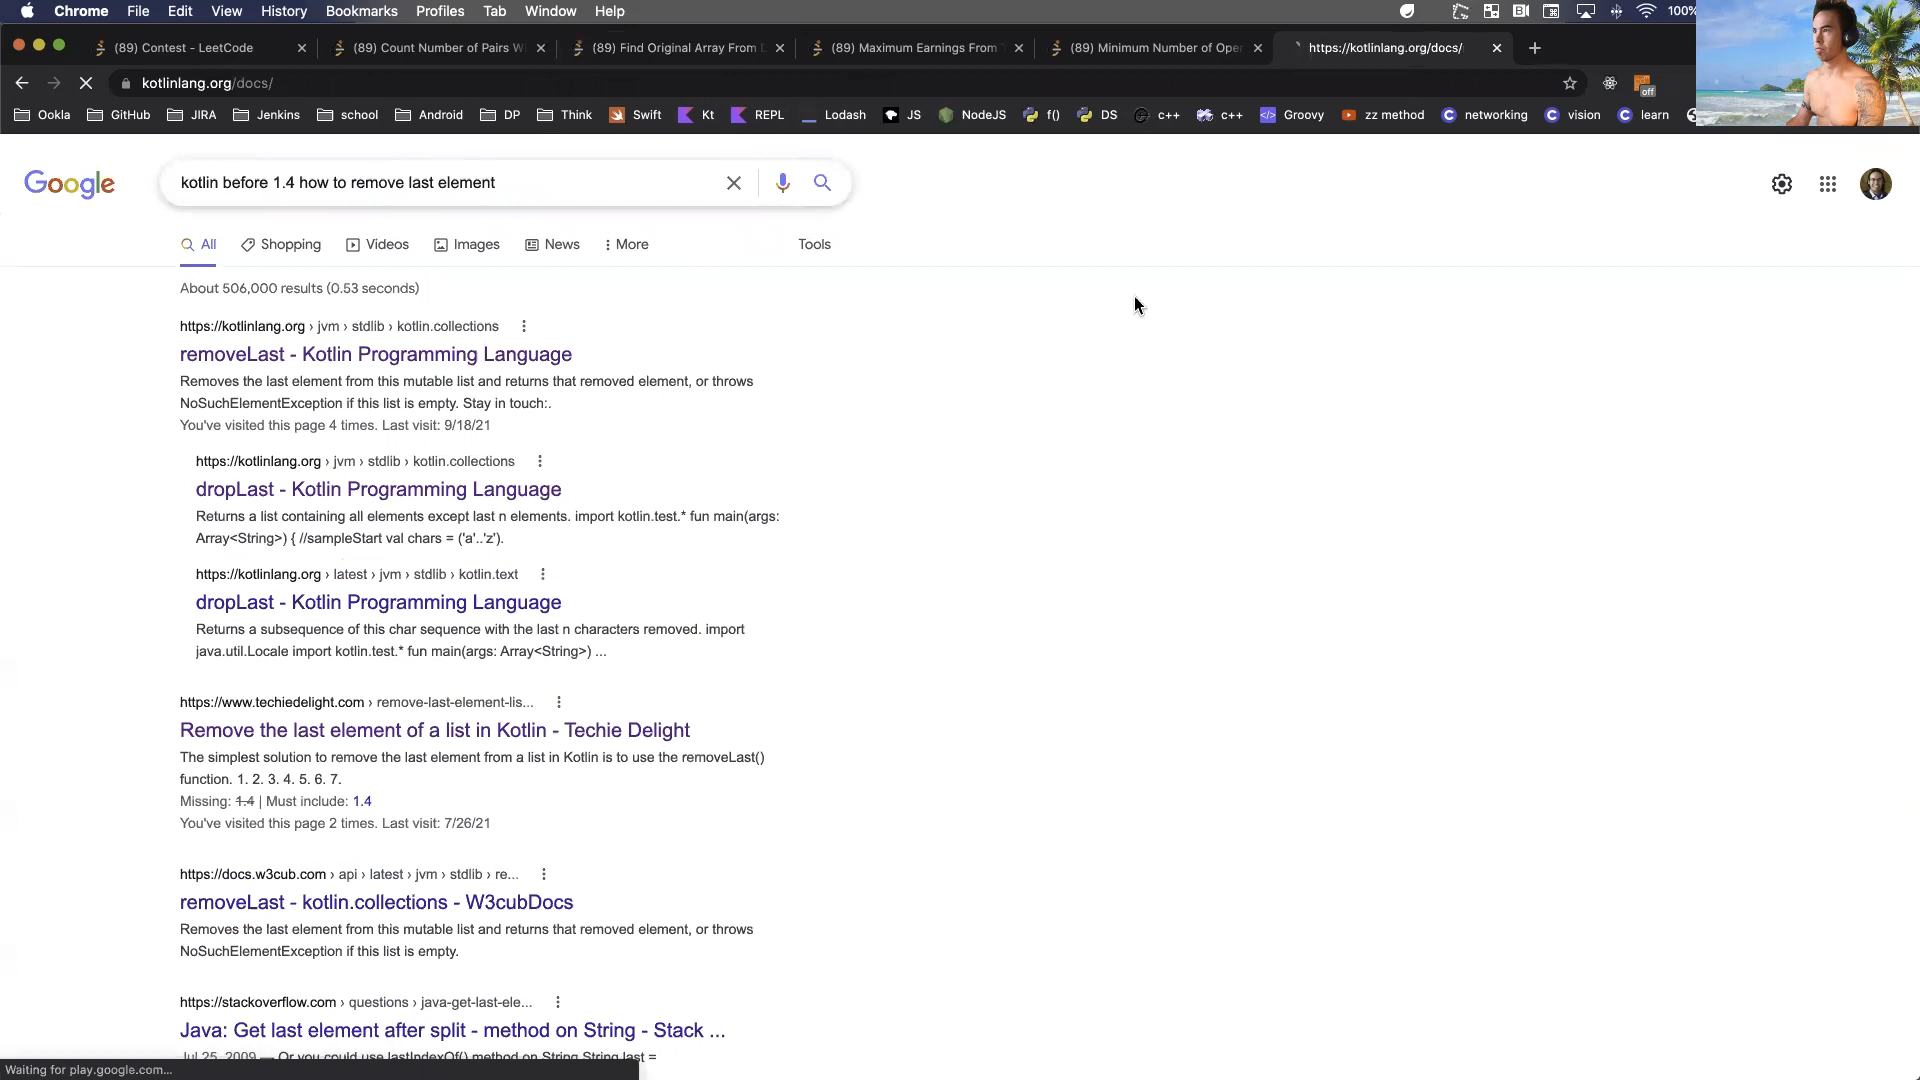 Chrome File Edit View History Bookmarks Profiles Tab Window Help 100%
(89) Contest - LeetCode (89) Count Number of Pairs W (89) Find Original Array From D (89) Maximum Earnings From T (89) Minimum Number of Oper https://kotlinlang.org/docs/
kotlinlang.org/docs/
off
Ookla GitHub JIRA Jenkins school Android DP Think Swift Kt REPL Lodash JS NodeJS f() DS c++ c++ Groovy zz method networking vision learn
Google
kotlin before 1.4 how to remove last element
All Shopping Videos Images News More Tools
About 506,000 results (0.53 seconds)
https://kotlinlang.org › jvm › stdlib › kotlin.collections
removeLast - Kotlin Programming Language
Removes the last element from this mutable list and returns that removed element, or throws
NoSuchElementException if this list is empty. Stay in touch:.
You've visited this page 4 times. Last visit: 9/18/21
https://kotlinlang.org › jvm › stdlib › kotlin.collections
dropLast - Kotlin Programming Language
Returns a list containing all elements except last n elements. import kotlin.test.* fun main(args:
Array<String>) { //sampleStart val chars = ('a'..'z').
https://kotlinlang.org › latest › jvm › stdlib › kotlin.text
dropLast - Kotlin Programming Language
Returns a subsequence of this char sequence with the last n characters removed. import
java.util.Locale import kotlin.test.* fun main(args: Array<String>) ...
https://www.techiedelight.com › remove-last-element-lis...
Remove the last element of a list in Kotlin - Techie Delight
The simplest solution to remove the last element from a list in Kotlin is to use the removeLast()
function. 1. 2. 3. 4. 5. 6. 7.
Missing: 1.4 | Must include: 1.4
You've visited this page 2 times. Last visit: 7/26/21
https://docs.w3cub.com › api › latest › jvm › stdlib › re...
removeLast - kotlin.collections - W3cubDocs
Removes the last element from this mutable list and returns that removed element, or throws
NoSuchElementException if this list is empty.
https://stackoverflow.com › questions › java-get-last-ele...
Java: Get last element after split - method on String - Stack ...
Jul 25, 2009 — Or you could use lastIndexOf() method on String String last =
Waiting for play.google.com...